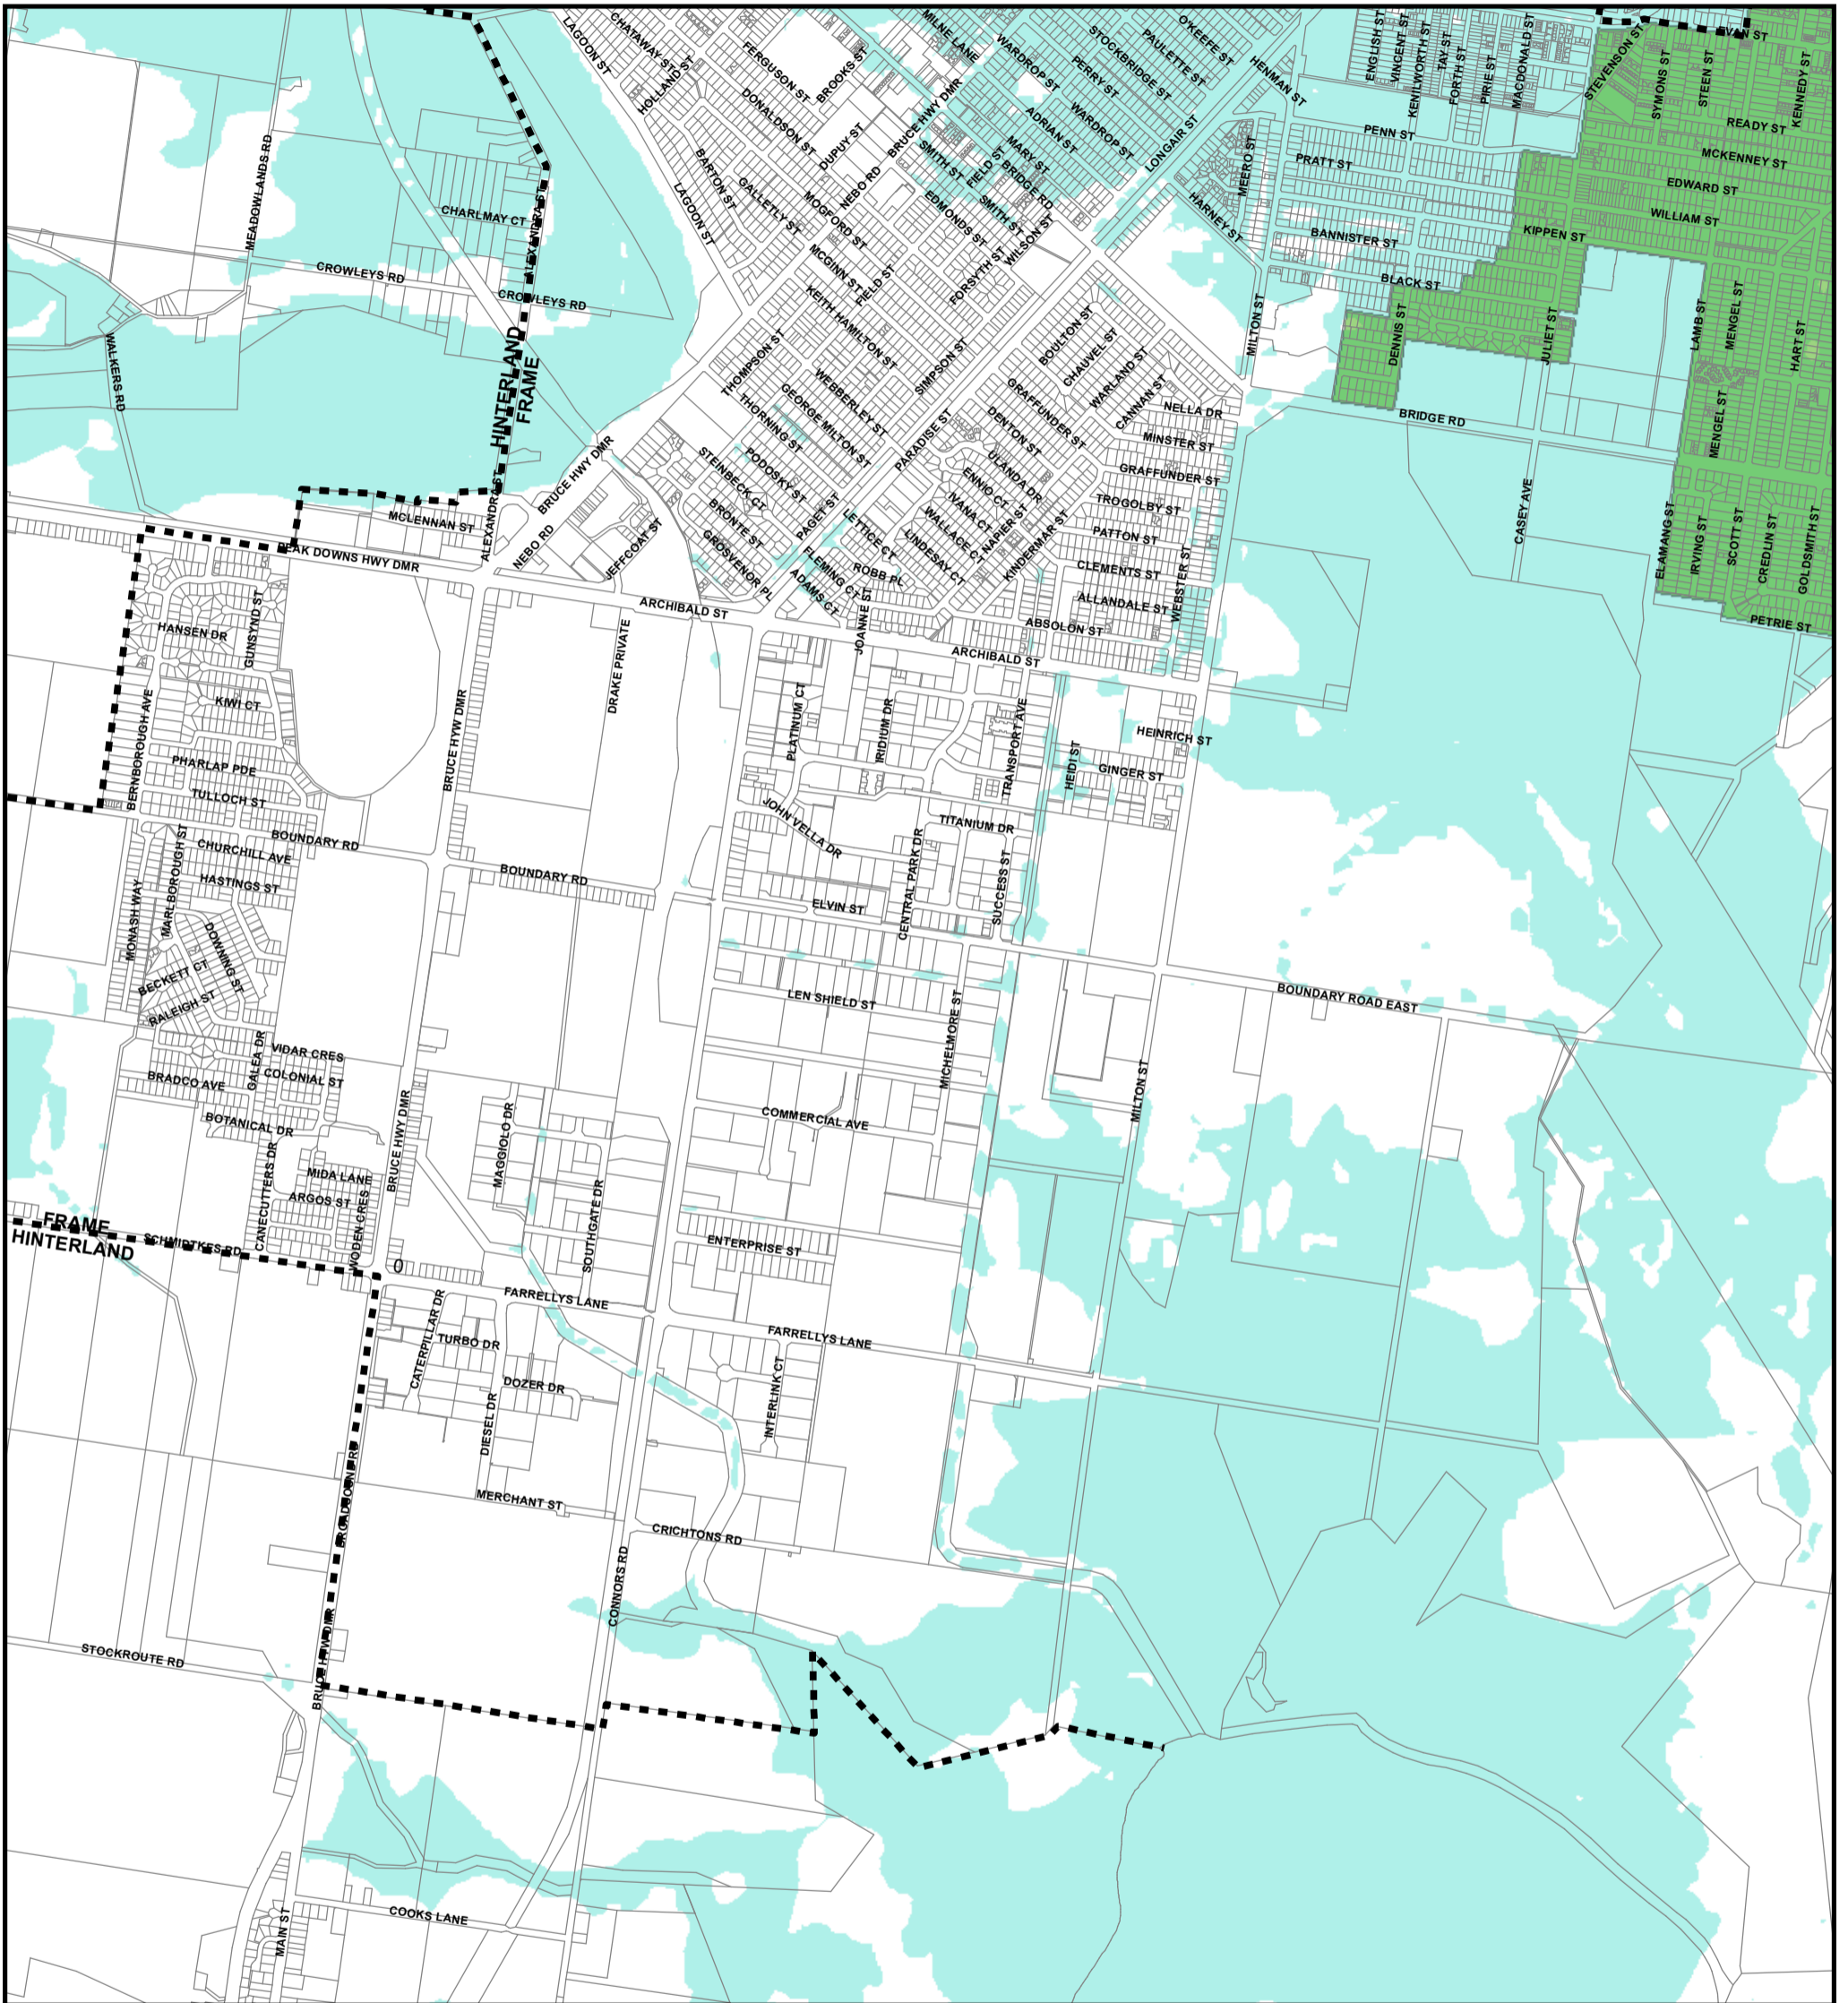 LAGOON ST
CHATAWAY ST
HOLLAND ST
FERGUSON ST
BROOKS ST
DONALDSON ST
DUPUY ST
BRUCE HWY DMR
MILNE LANE
WARDROP ST
STOCKBRIDGE ST
PAULETTE ST
O'KEEFE ST
PERRY ST
HENMAN ST
ENGLISH ST
VINCENT ST
KENILWORTH ST
TAY ST
FORTH ST
PIRIE ST
MACDONALD ST
STEVENSON ST
EVAN ST
SYMONS ST
STEEN ST
KENNEDY ST
READY ST
MCKENNEY ST
EDWARD ST
WILLIAM ST
KIPPEN ST
PENN ST
PRATT ST
MEERO ST
HARNEY ST
BANNISTER ST
BLACK ST
LONGAIR ST
WARDROP ST
ADRIAN ST
MARY ST
BRIDGE RD
FIELD ST
SMITH ST
SMITH ST
EDMONDS ST
WILSON ST
FORSYTH ST
NEBO RD
MOGFORD ST
BARTON ST
GALLETLY ST
LAGOON ST
MCGINN ST
FIELD ST
KEITH HAMILTON ST
MEADOWLANDS RD
CHARLMAY CT
ALEXANDRA ST
CROWLEYS RD
CROWLEYS RD
WALKERS RD
HINTERLAND
FRAME
THOMPSON ST
WEBBERLEY ST
SIMPSON ST
GEORGE MILTON ST
THORNING ST
PODOSKY ST
STEINBECK CT
BRONTE ST
GROSVENOR PL
PAGET ST
PARADISE ST
BOULTON ST
CHAUVEL ST
WARLAND ST
CANNAN ST
GRAFFUNDER ST
DENTON ST
ULANDA DR
ENNIO CT
IVANA CT
WALLACE CT
NAPIER ST
LETTICE CT
LINDESAY CT
KINDERMAR ST
FLEMING CT
ADAMS CT
ROBB PL
JOANNE ST
NELLA DR
MINSTER ST
GRAFFUNDER ST
TROGOLBY ST
PATTON ST
CLEMENTS ST
ALLANDALE ST
ABSOLON ST
WEBSTER ST
MILTON ST
BRIDGE RD
DENNIS ST
JULIET ST
CASEY AVE
LAMB ST
MENGEL ST
HART ST
MENGEL ST
ELAMANG ST
IRVING ST
SCOTT ST
CREDLIN ST
GOLDSMITH ST
PETRIE ST
BRUCE HWY DMR
NEBO RD
JEFFCOAT ST
ALEXANDRA ST
MCLENNAN ST
PEAK DOWNS HWY DMR
ARCHIBALD ST
ARCHIBALD ST
HANSEN DR
GUNSYND ST
KIWI CT
BERNBOROUGH AVE
PHARLAP PDE
TULLOCH ST
BOUNDARY RD
BRUCE HYW DMR
DRAKE PRIVATE
PLATINUM CT
IRIDIUM DR
TRANSPORT AVE
HEIDI ST
HEINRICH ST
GINGER ST
JOHN VELLA DR
TITANIUM DR
CENTRAL PARK DR
SUCCESS ST
ELVIN ST
BOUNDARY RD
CHURCHILL AVE
HASTINGS ST
MARLBOROUGH ST
MONASH WAY
DOWNING ST
BECKETT CT
RALEIGH ST
VIDAR CRES
COLONIAL ST
GALEA DR
BRADCO AVE
BOTANICAL DR
LEN SHIELD ST
MICHELMORE ST
BOUNDARY ROAD EAST
MILTON ST
COMMERCIAL AVE
MAGGIOLO DR
SOUTHGATE DR
BRUCE HWY DMR
MIDA LANE
ARGOS ST
WODEN CRES
CANECUTTERS DR
FRAME
HINTERLAND
SCHMIDTKES RD
0
ENTERPRISE ST
FARRELLYS LANE
FARRELLYS LANE
CATERPILLAR DR
TURBO DR
DOZER DR
DIESEL DR
INTERLINK CT
BROADSOUND RD
MERCHANT ST
CRICHTONS RD
CONNORS RD
STOCKROUTE RD
BRUCE HYW DMR
COOKS LANE
MAIN ST